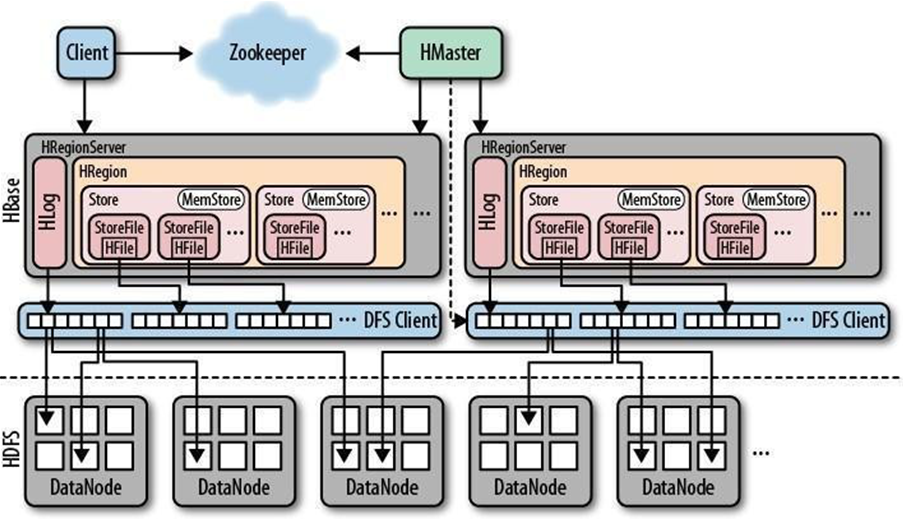 Client
Zookeeper
HMaster
HBase
HRegionServer
HLog
HRegion
Store
MemStore
StoreFile
HFile
StoreFile
HFile
...
Store
MemStore
StoreFile
HFile
...
...
...
HRegionServer
HLog
HRegion
Store
MemStore
StoreFile
HFile
StoreFile
HFile
...
Store
MemStore
StoreFile
HFile
...
...
...
... DFS Client
... DFS Client
HDFS
DataNode
DataNode
DataNode
DataNode
DataNode
...